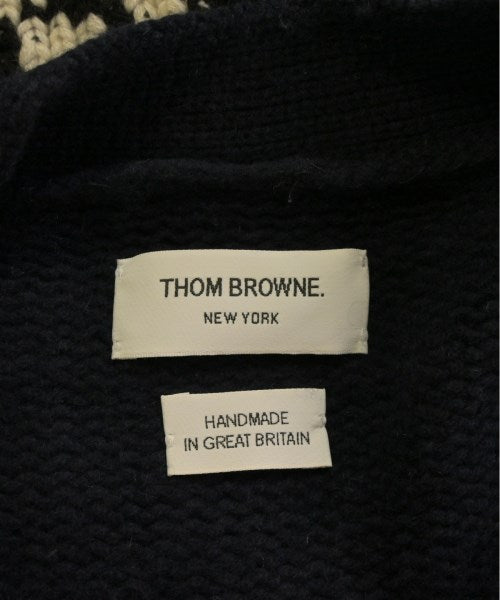 THOM BROWNE.
NEW YORK
HANDMADE
IN GREAT BRITAIN